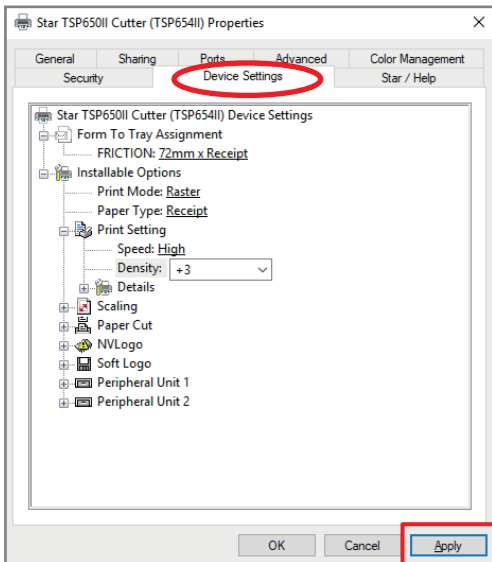 Star TSP650II Cutter (TSP654II) Properties
General Sharing Ports Advanced Color Management
Security Device Settings Star / Help
Star TSP650II Cutter (TSP654II) Device Settings
Form To Tray Assignment
FRICTION: 72mm x Receipt
Installable Options
Print Mode: Raster
Paper Type: Receipt
Print Setting
Speed: High
Density: +3
Details
Scaling
Paper Cut
NVLogo
Soft Logo
Peripheral Unit 1
Peripheral Unit 2
OK Cancel Apply